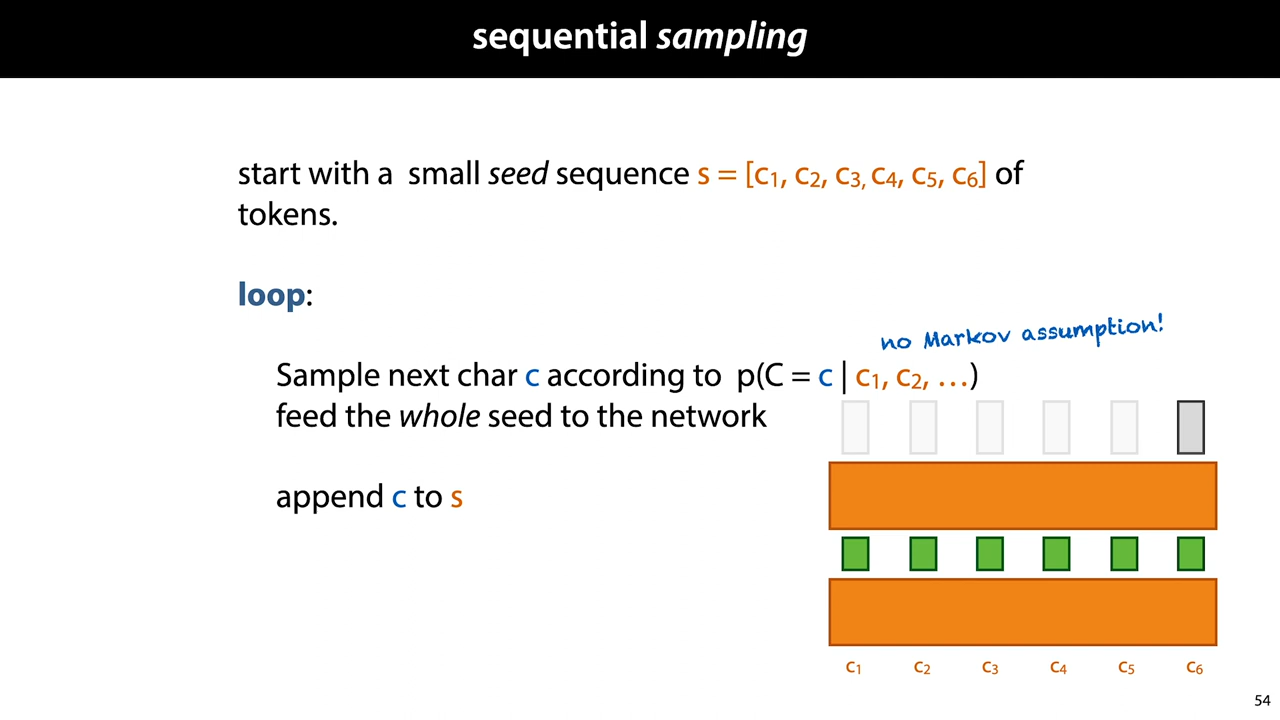 sequential sampling
start with a small seed sequence s = [c₁, c₂, c₃, c₄, c₅, c₆] of
tokens.
loop:
no Markov assumption!
Sample next char c according to p(C = c | c₁, c₂, …)
feed the whole seed to the network
append c to s
c₁ c₂ c₃ c₄ c₅ c₆
54